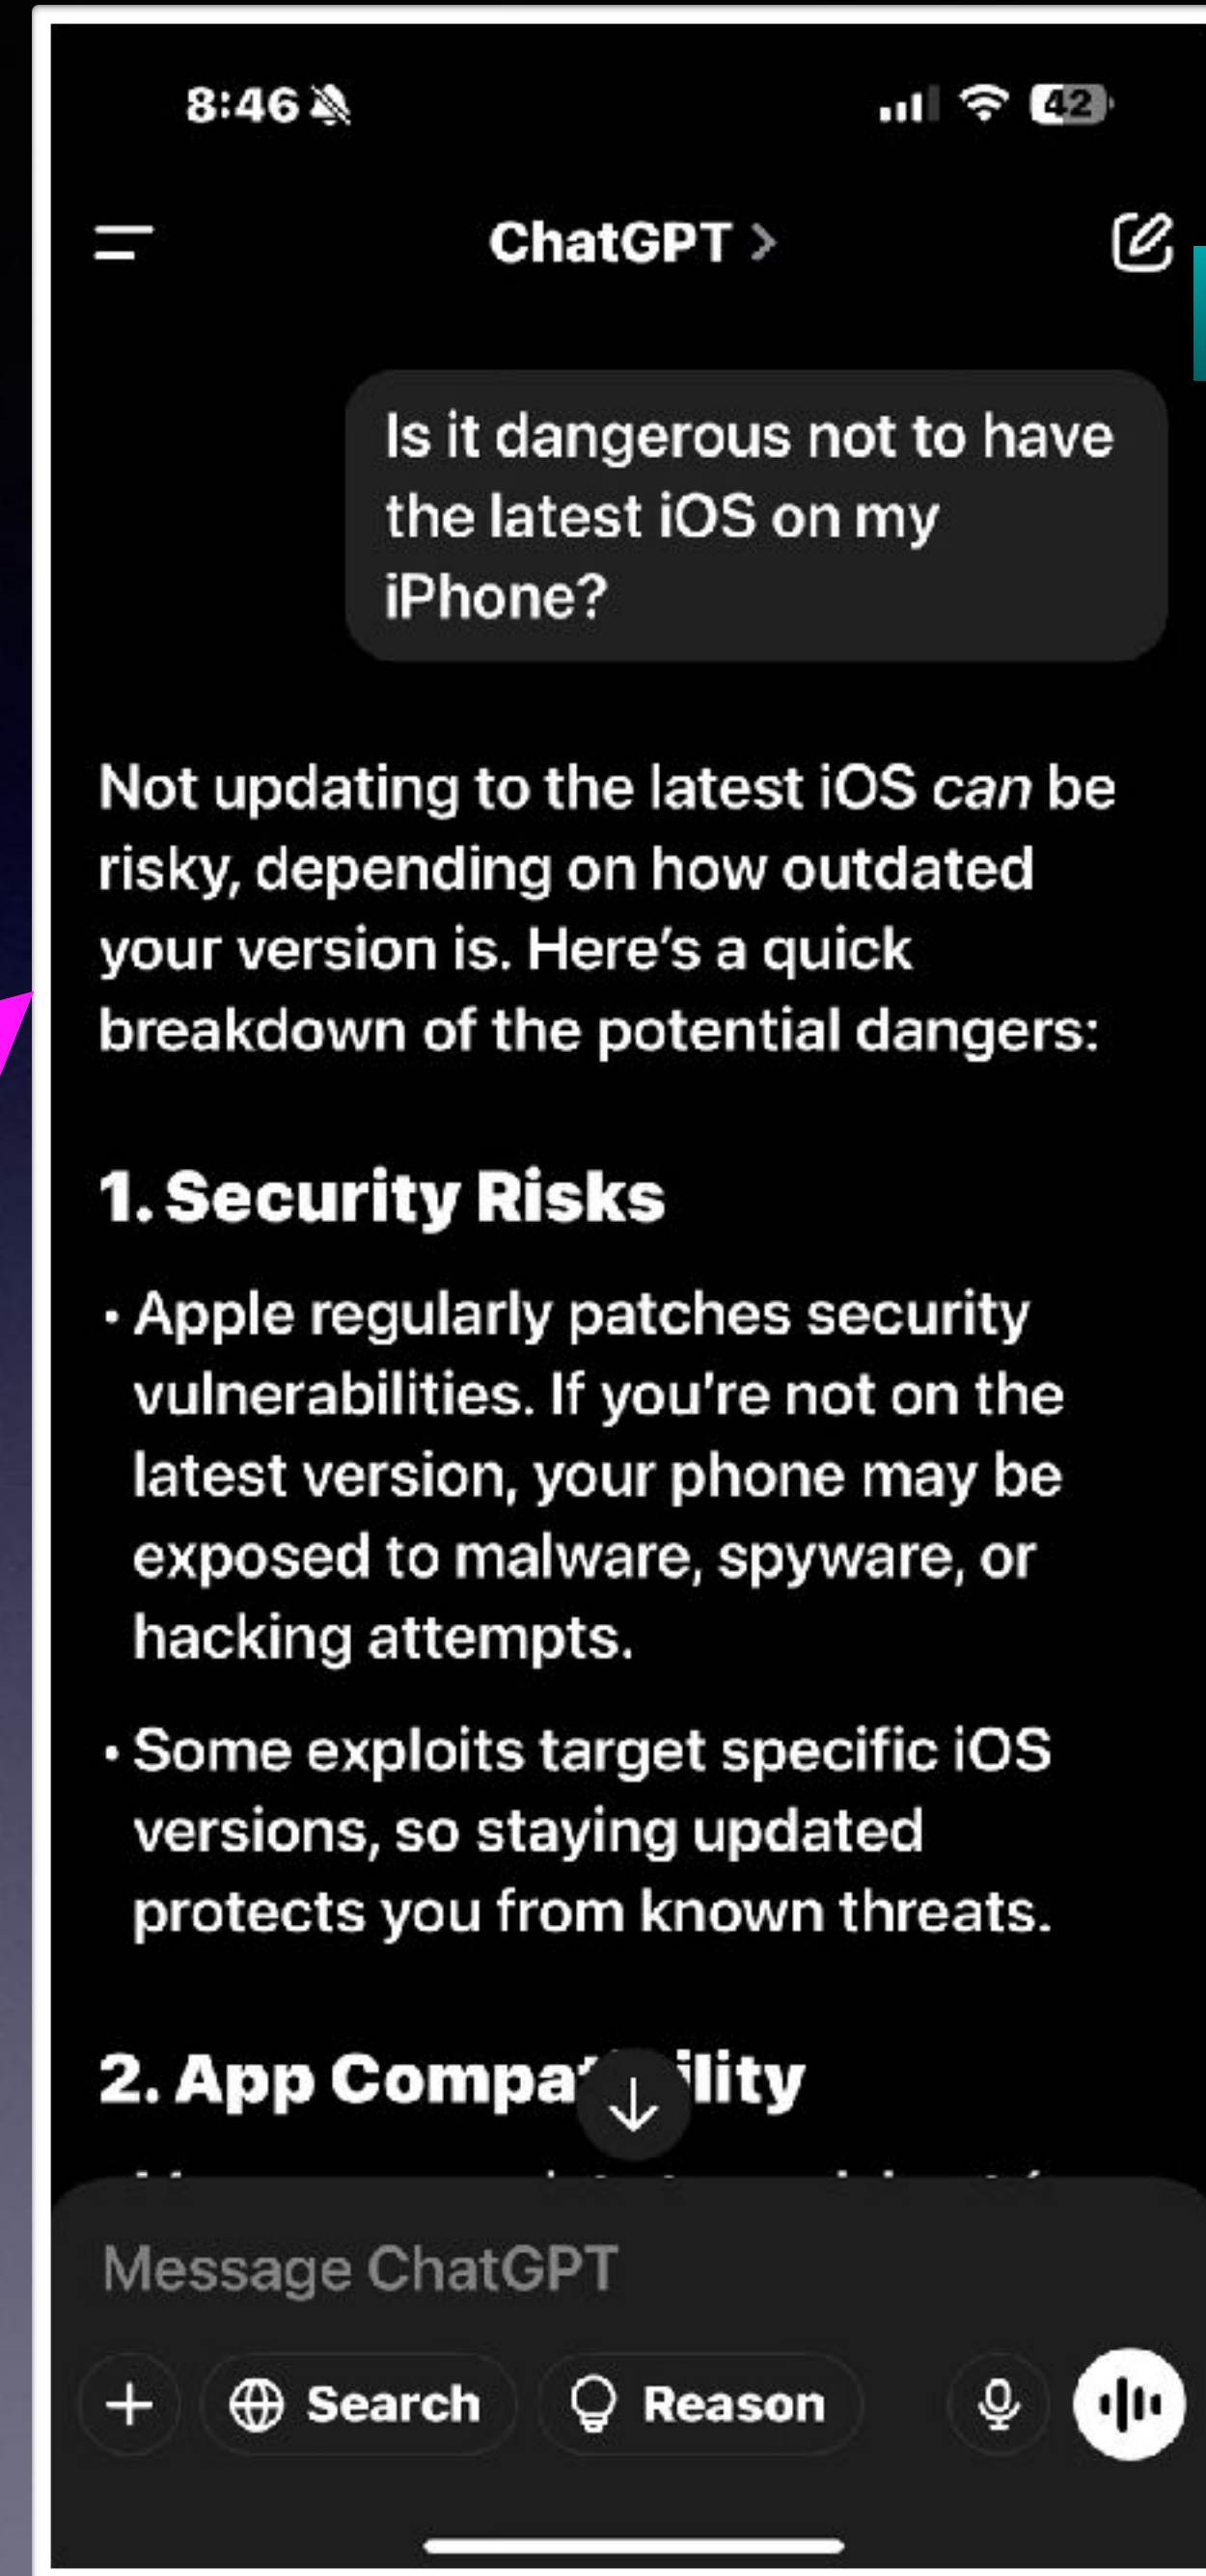 8:46
42
ChatGPT >
Is it dangerous not to have
the latest iOS on my
iPhone?
Not updating to the latest iOS can be
risky, depending on how outdated
your version is. Here's a quick
breakdown of the potential dangers:
1. Security Risks
• Apple regularly patches security
vulnerabilities. If you're not on the
latest version, your phone may be
exposed to malware, spyware, or
hacking attempts.
• Some exploits target specific iOS
versions, so staying updated
protects you from known threats.
2. App
Message ChatGPT
Search Reason